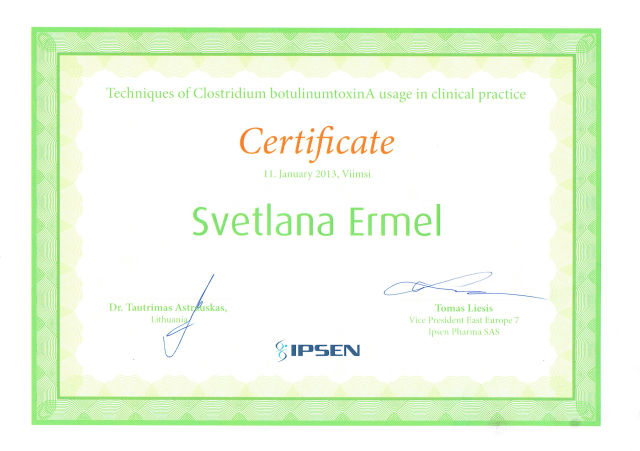 Techniques of Clostridium botulinumtoxinA usage in clinical practice
Certificate
11. January 2013, Viimsi
Svetlana Ermel
Dr. Tautrimas Astrauskas,
Lithuania
Tomas Liesis
Vice President East Europe 7
Ipsen Pharma SAS
IPSEN